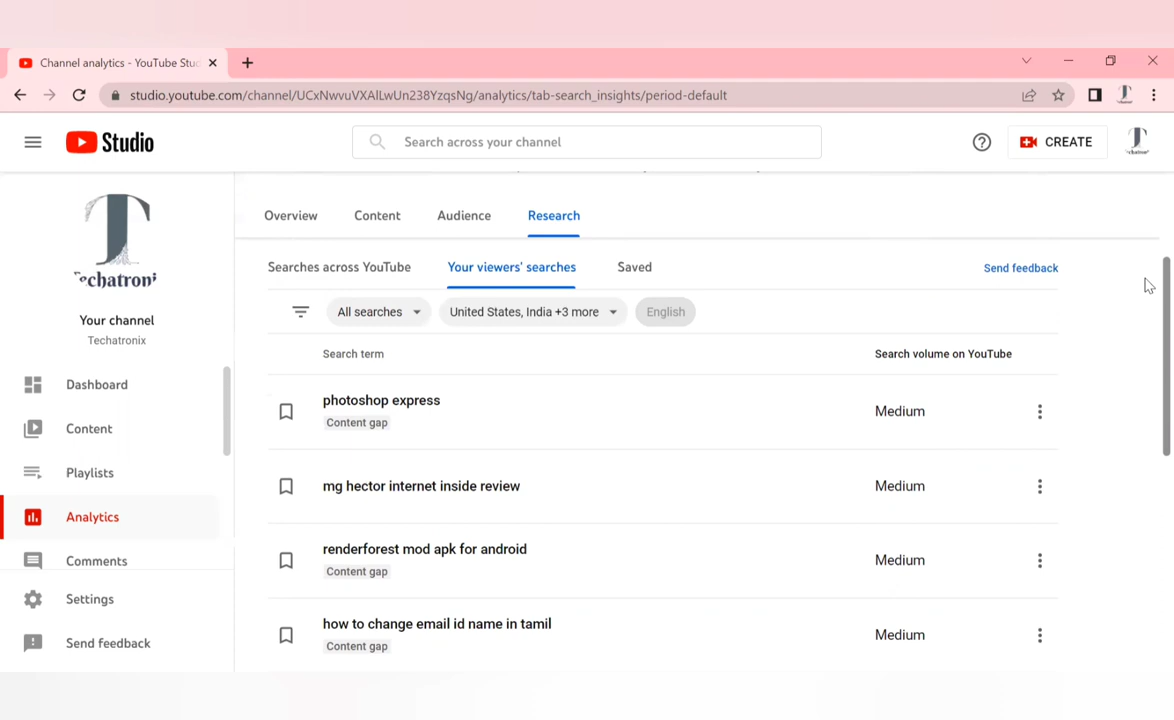 Channel analytics - YouTube Stu
studio.youtube.com/channel/UCxNwvuVXAlLwUn238YzqsNg/analytics/tab-search_insights/period-default
Studio
Search across your channel
CREATE
Techatronix
Your channel
Techatronix
Dashboard
Content
Playlists
Analytics
Comments
Settings
Send feedback
Overview Content Audience Research
Searches across YouTube Your viewers' searches Saved Send feedback
All searches United States, India +3 more English
Search term Search volume on YouTube
photoshop express Medium
Content gap
mg hector internet inside review Medium
renderforest mod apk for android Medium
Content gap
how to change email id name in tamil Medium
Content gap